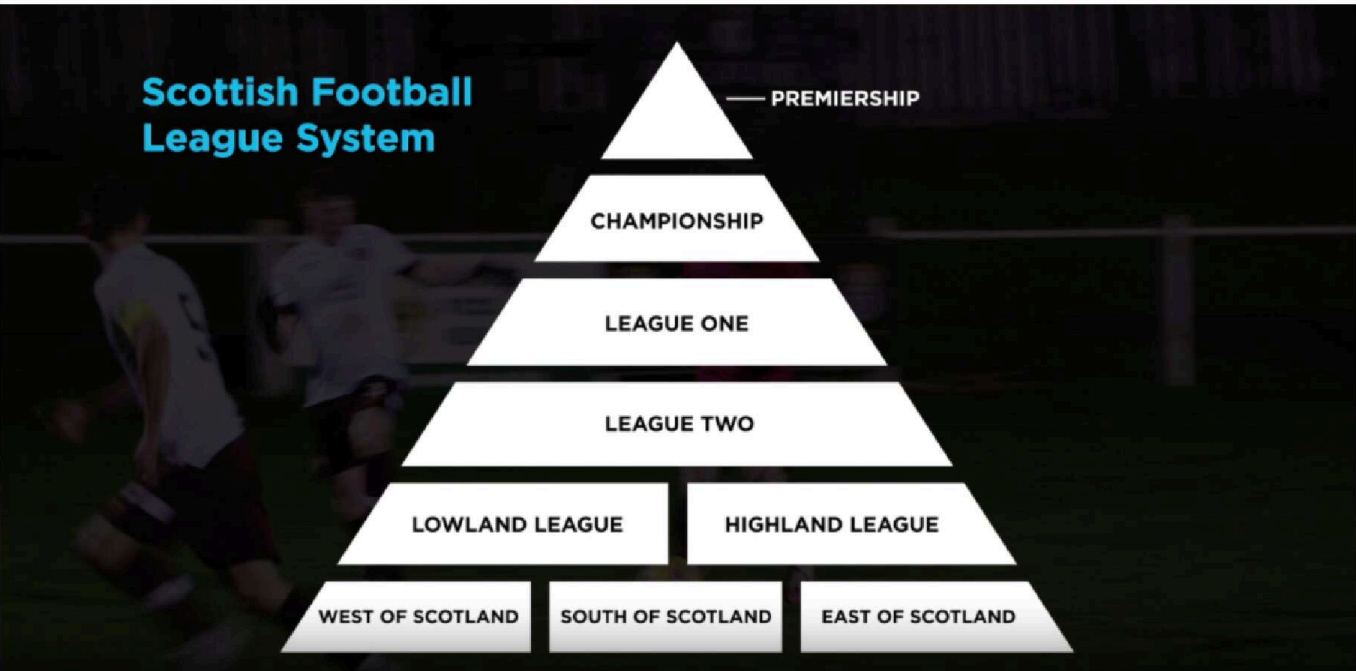 Scottish Football
League System
PREMIERSHIP
CHAMPIONSHIP
LEAGUE ONE
LEAGUE TWO
LOWLAND LEAGUE
HIGHLAND LEAGUE
WEST OF SCOTLAND
SOUTH OF SCOTLAND
EAST OF SCOTLAND